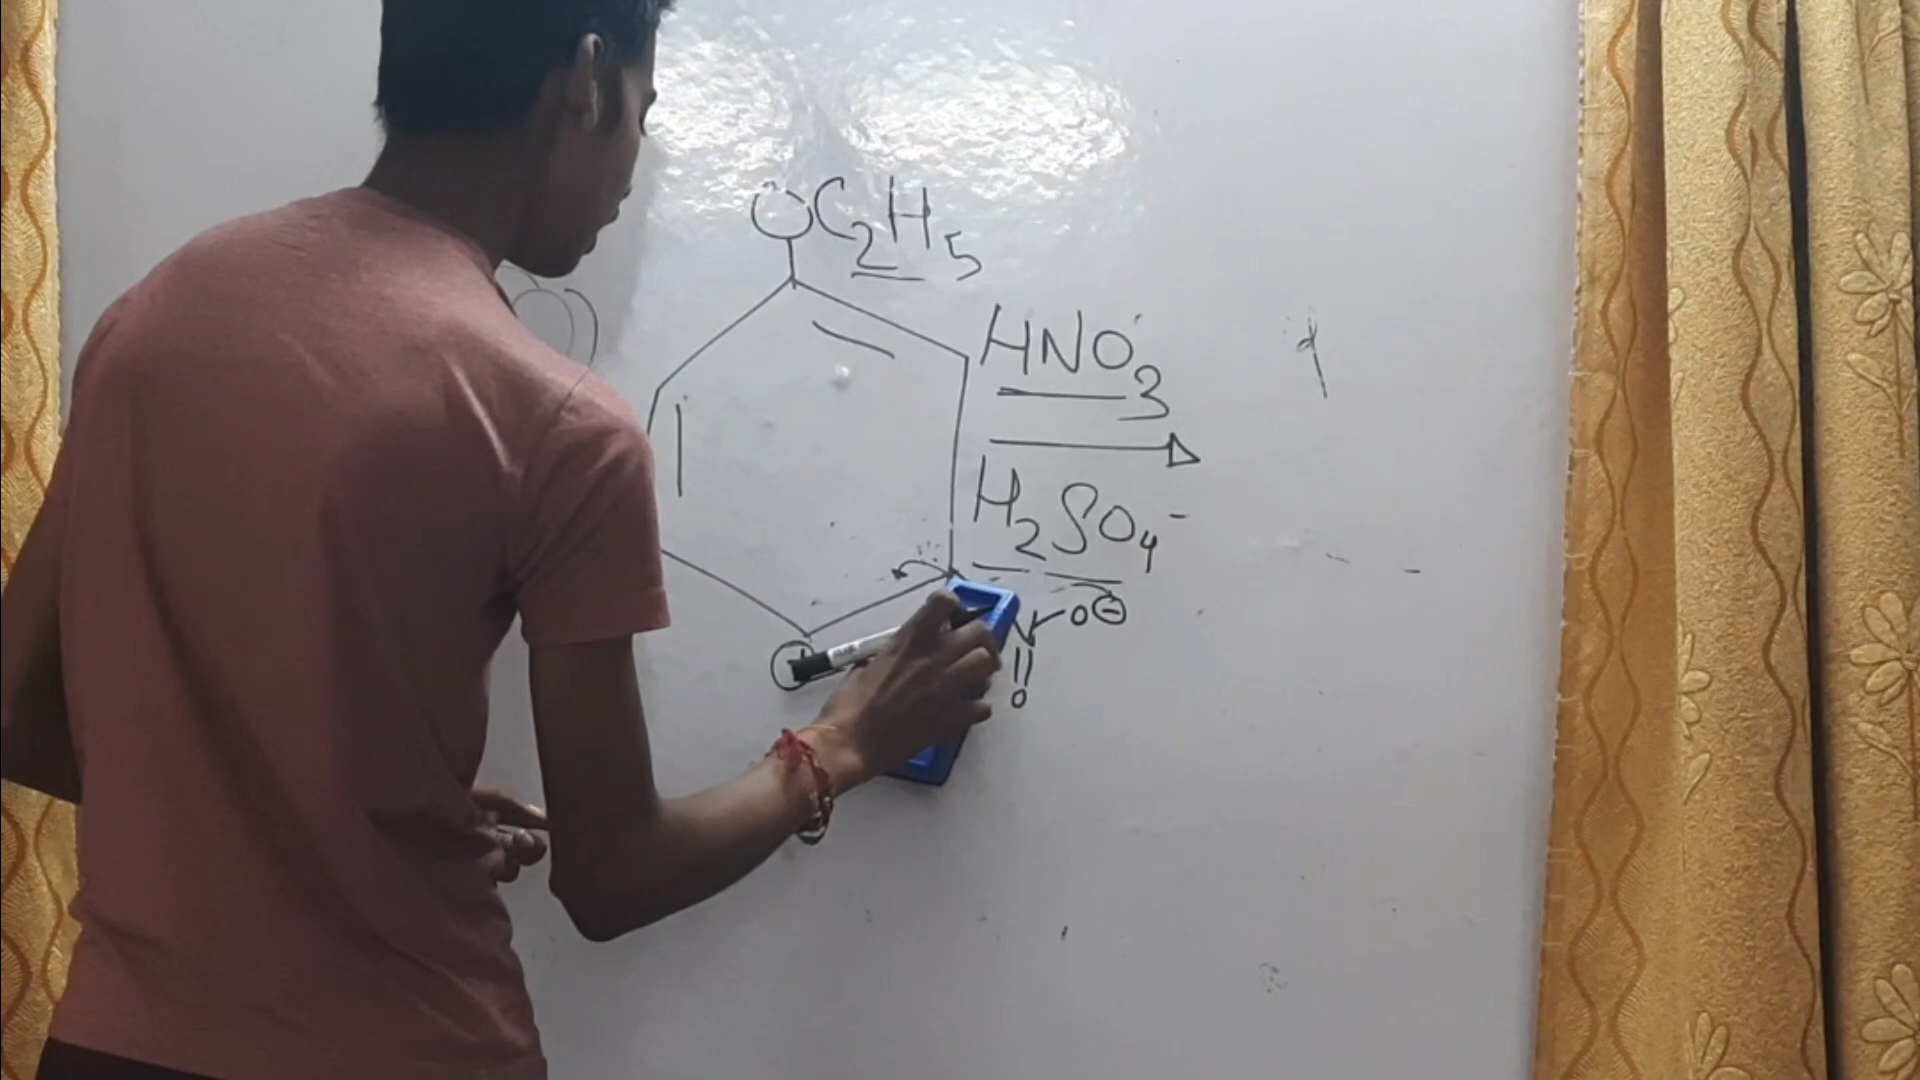 OC₂H₅
HNO₃
H₂SO₄
+
N O⊖
O